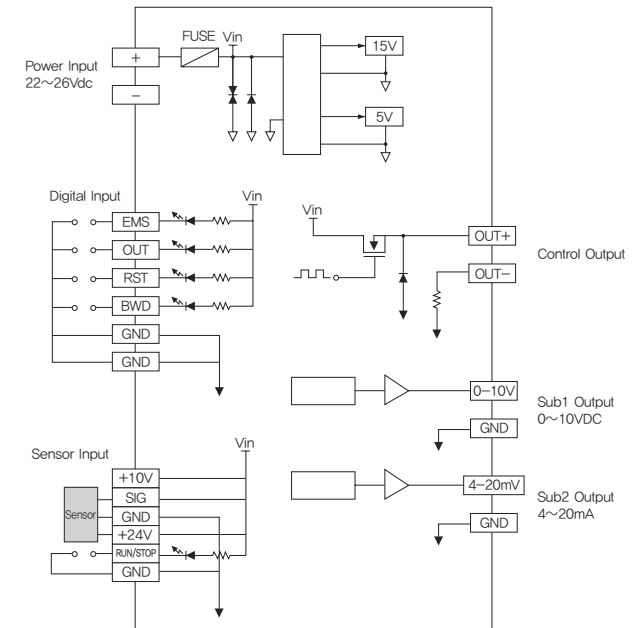 FUSE Vin
Power Input
22~26Vdc
+
−
15V
5V
Digital Input
Vin
EMS
OUT
RST
BWD
GND
GND
Vin
OUT+
OUT−
Control Output
0−10V
GND
Sub1 Output
0~10VDC
4−20mV
GND
Sub2 Output
4~20mA
Sensor Input
Vin
Sensor
+10V
SIG
GND
+24V
RUN/STOP
GND